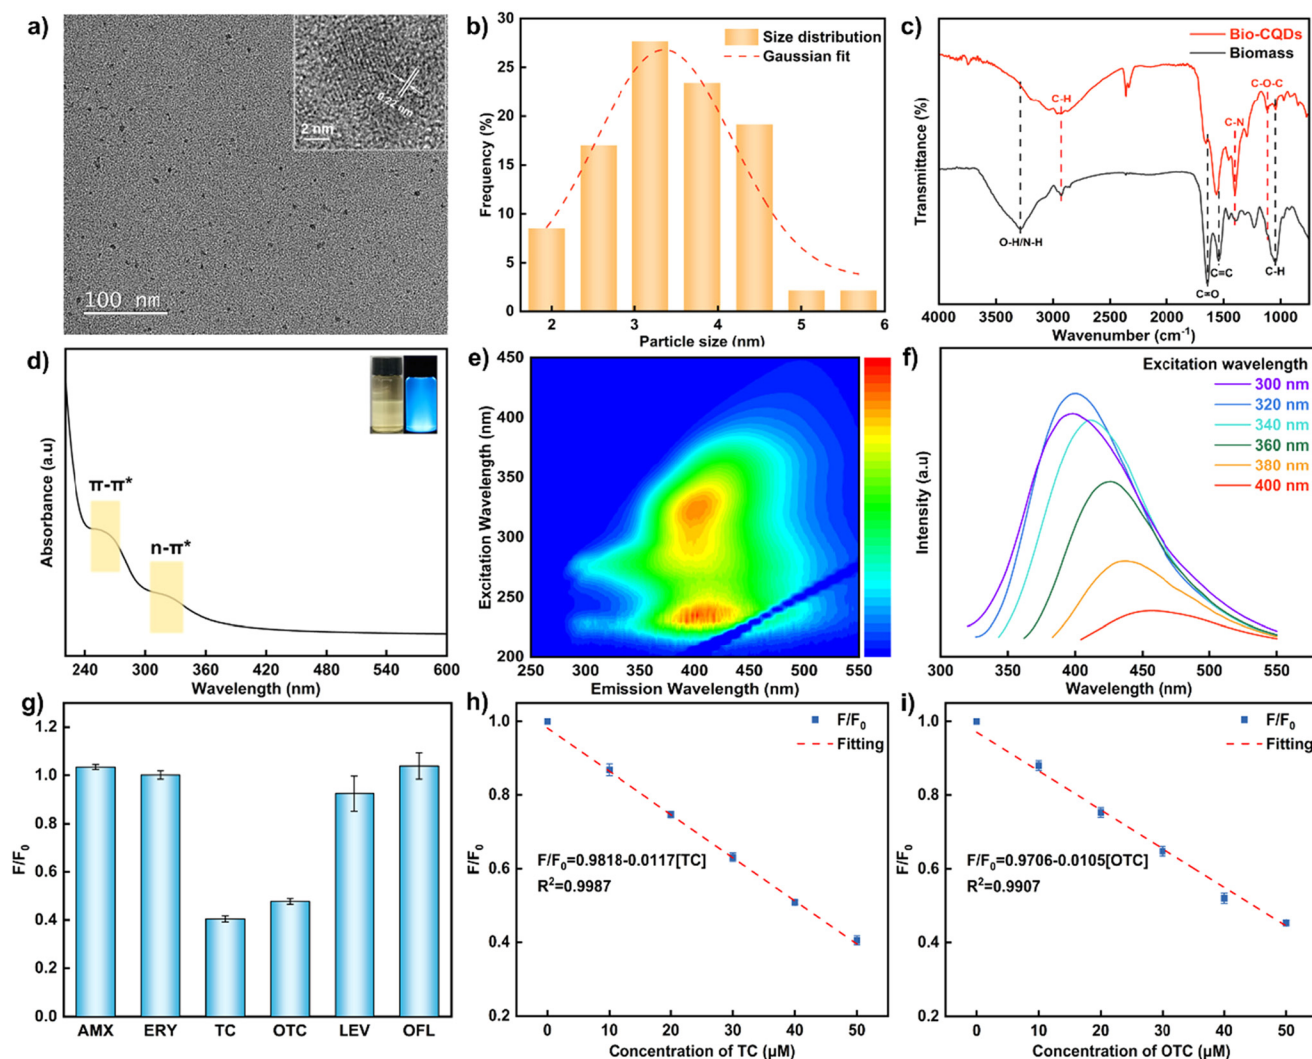 a)
0.21 nm
2 nm
100 nm
b)
Size distribution
Gaussian fit
Frequency (%)
30
25
20
15
10
5
0
2 3 4 5 6
Particle size (nm)
c)
Bio-CQDs
Biomass
C-H
C-N
C-O-C
O-H/N-H
C=O
C=C
C-H
Transmittance (%)
4000 3500 3000 2500 2000 1500 1000
Wavenumber (cm-1)
d)
π-π*
n-π*
Absorbance (a.u)
240 300 360 420 480 540 600
Wavelength (nm)
e)
Excitation Wavelength (nm)
450
400
350
300
250
200
250 300 350 400 450 500 550
Emission Wavelength (nm)
f)
Excitation wavelength
300 nm
320 nm
340 nm
360 nm
380 nm
400 nm
Intensity (a.u)
300 350 400 450 500 550
Wavelength (nm)
g)
F/F0
1.2
1.0
0.8
0.6
0.4
0.2
0.0
AMX ERY TC OTC LEV OFL
h)
F/F0
Fitting
F/F0
1.0
0.8
0.6
0.4
0.2
F/F0=0.9818-0.0117[TC]
R2=0.9987
0 10 20 30 40 50
Concentration of TC (μM)
i)
F/F0
Fitting
F/F0
1.0
0.8
0.6
0.4
0.2
F/F0=0.9706-0.0105[OTC]
R2=0.9907
0 10 20 30 40 50
Concentration of OTC (μM)